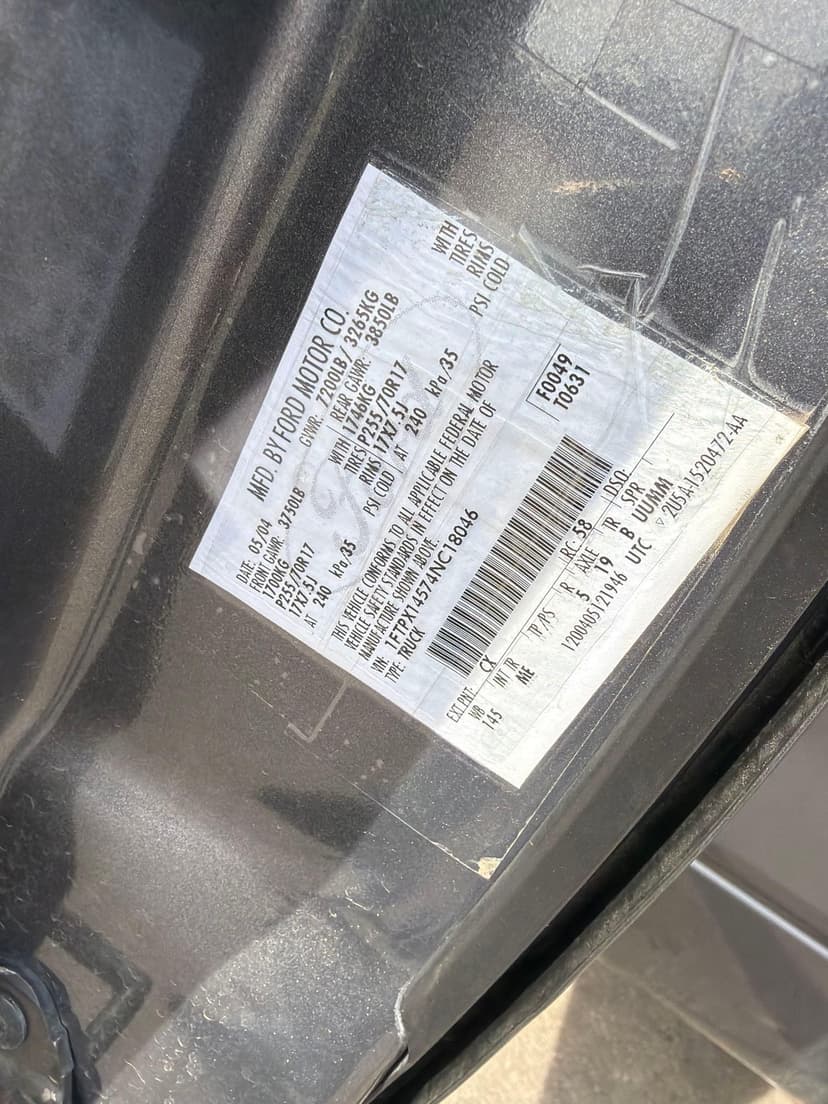 MFD. BY FORD MOTOR CO.
DATE: 05/04 GVWR: 7200LB / 3265KG
FRONT GAWR: 3750LB REAR GAWR: 3850LB
1700KG WITH 1746KG WITH
P255/70R17 TIRES P255/70R17 TIRES
17X7.5J RIMS 17X7.5J RIMS
AT 240 kPa/35 PSI COLD AT 240 kPa/35 PSI COLD
THIS VEHICLE CONFORMS TO ALL APPLICABLE FEDERAL MOTOR
VEHICLE SAFETY STANDARDS IN EFFECT ON THE DATE OF
MANUFACTURE SHOWN ABOVE.
VIN: 1FTPX14574NC18046 F0049
TYPE: TRUCK T0631
EXT PNT: CX RC: 58 DSO:
WB INT TR TP/PS R AXLE TR SPR
145 ME 5 19 B UUMM
120040512​1946 UTC ▽ 2U5A-1520472-AA